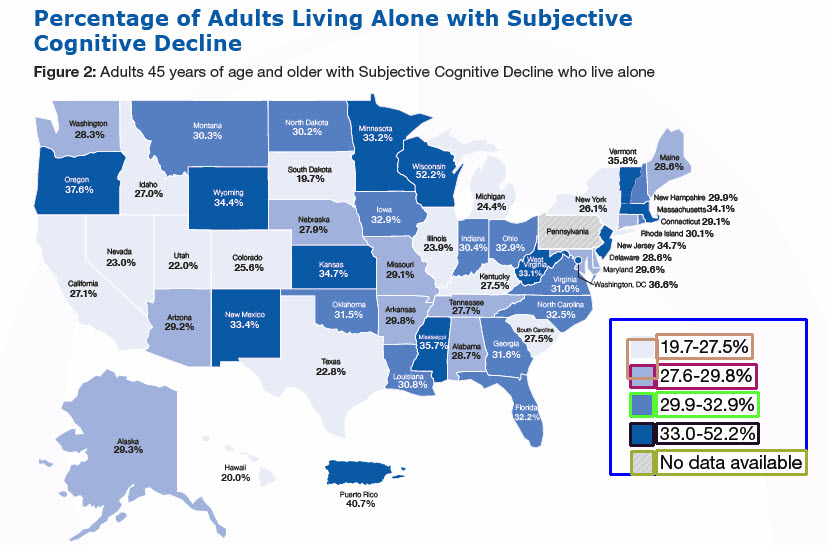 Percentage of Adults Living Alone with Subjective
Cognitive Decline
Figure 2: Adults 45 years of age and older with Subjective Cognitive Decline who live alone
Washington
28.3%
Montana
30.3%
North Dakota
30.2%
Minnesota
33.2%
Wisconsin
52.2%
Vermont
35.8%
Maine
28.6%
Oregon
37.6%
Idaho
27.0%
Wyoming
34.4%
South Dakota
19.7%
Michigan
24.4%
New York
26.1%
New Hampshire 29.9%
Massachusetts 34.1%
Connecticut 29.1%
Rhode Island 30.1%
New Jersey 34.7%
Delaware 28.6%
Maryland 29.6%
Washington, DC 36.6%
Nebraska
27.9%
Iowa
32.9%
Illinois
23.9%
Indiana
30.4%
Ohio
32.9%
Pennsylvania
Nevada
23.0%
Utah
22.0%
Colorado
25.6%
Kansas
34.7%
Missouri
29.1%
Kentucky
27.5%
West
Virginia
33.1%
Virginia
31.0%
California
27.1%
Arizona
29.2%
New Mexico
33.4%
Oklahoma
31.5%
Arkansas
29.8%
Tennessee
27.7%
North Carolina
32.5%
South Carolina
27.5%
Texas
22.8%
Louisiana
30.8%
Mississippi
35.7%
Alabama
28.7%
Georgia
31.6%
Florida
32.2%
Alaska
29.3%
Hawaii
20.0%
Puerto Rico
40.7%
19.7-27.5%
27.6-29.8%
29.9-32.9%
33.0-52.2%
No data available